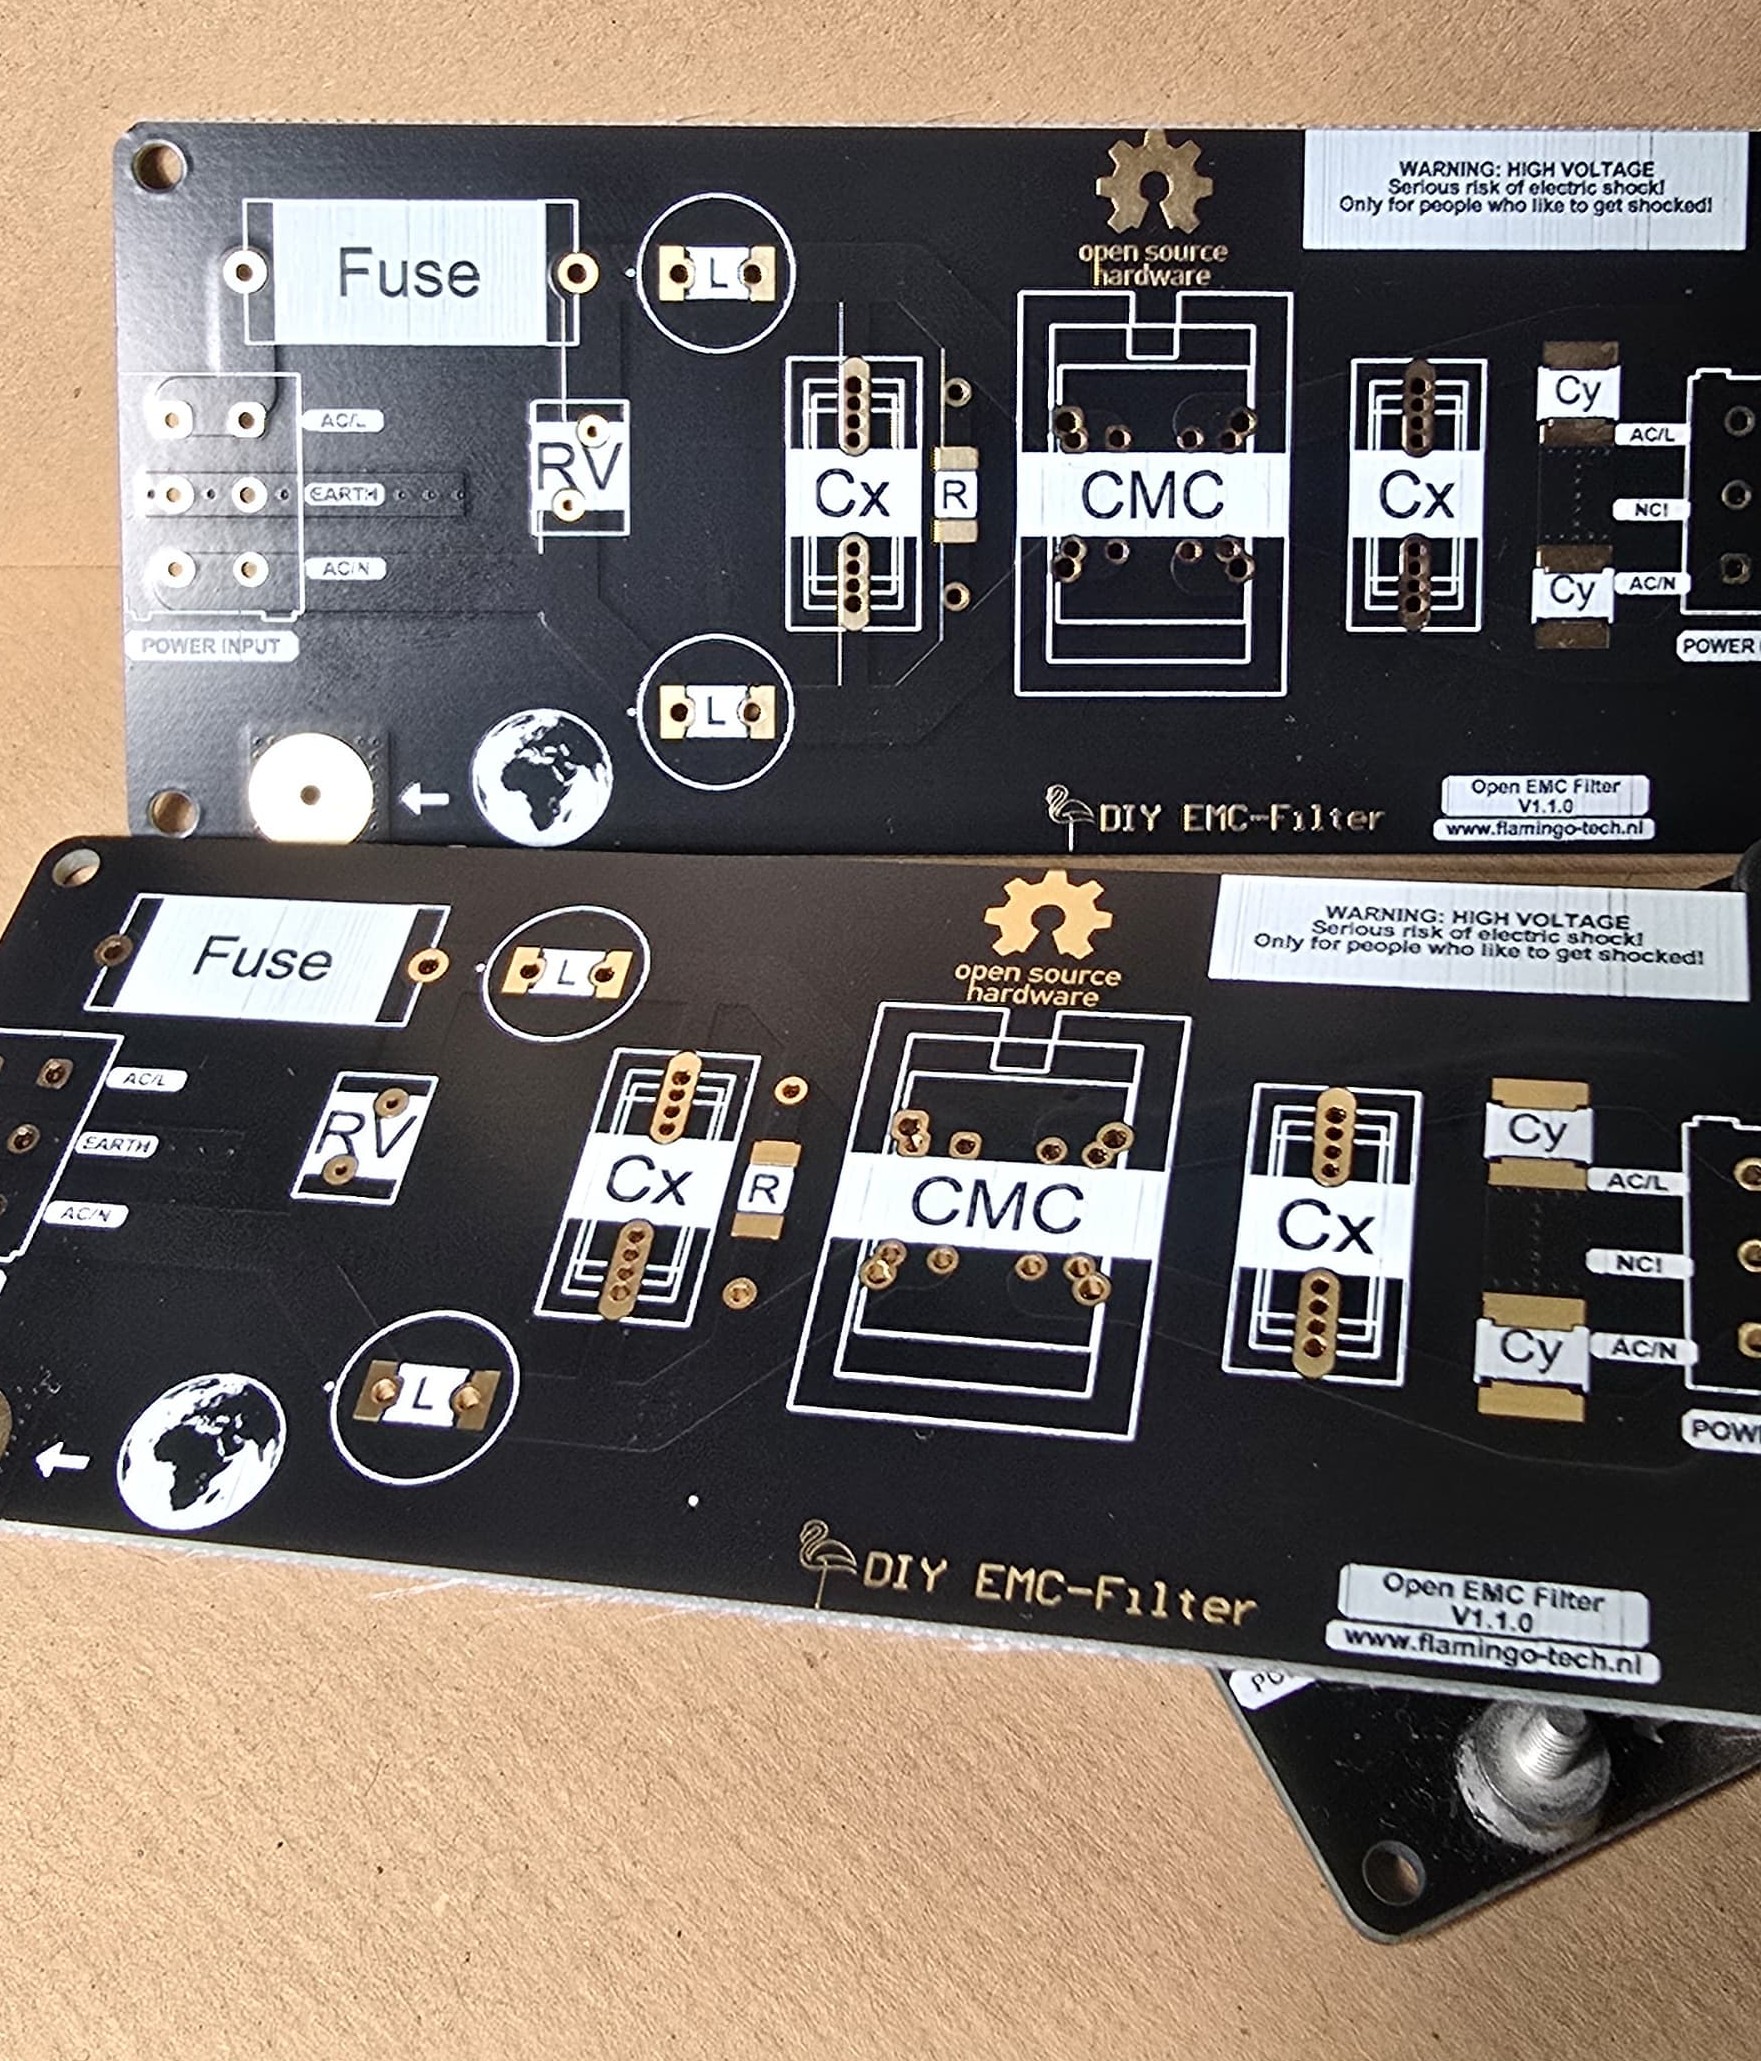 WARNING: HIGH VOLTAGE
Serious risk of electric shock!
Only for people who like to get shocked!
open source
hardware
Fuse
L
Cy
AC/L
AC/L
RV
Cx
R
CMC
Cx
EARTH
NC!
AC/N
Cy
AC/N
POWER INPUT
POWER
L
Open EMC Filter
V1.1.0
www.flamingo-tech.nl
DIY EMC-Filter
WARNING: HIGH VOLTAGE
Serious risk of electric shock!
Only for people who like to get shocked!
open source
hardware
Fuse
L
AC/L
RV
Cy
AC/L
EARTH
Cx
R
CMC
Cx
NC!
AC/N
Cy
AC/N
L
POW
DIY EMC-Filter
Open EMC Filter
V1.1.0
www.flamingo-tech.nl